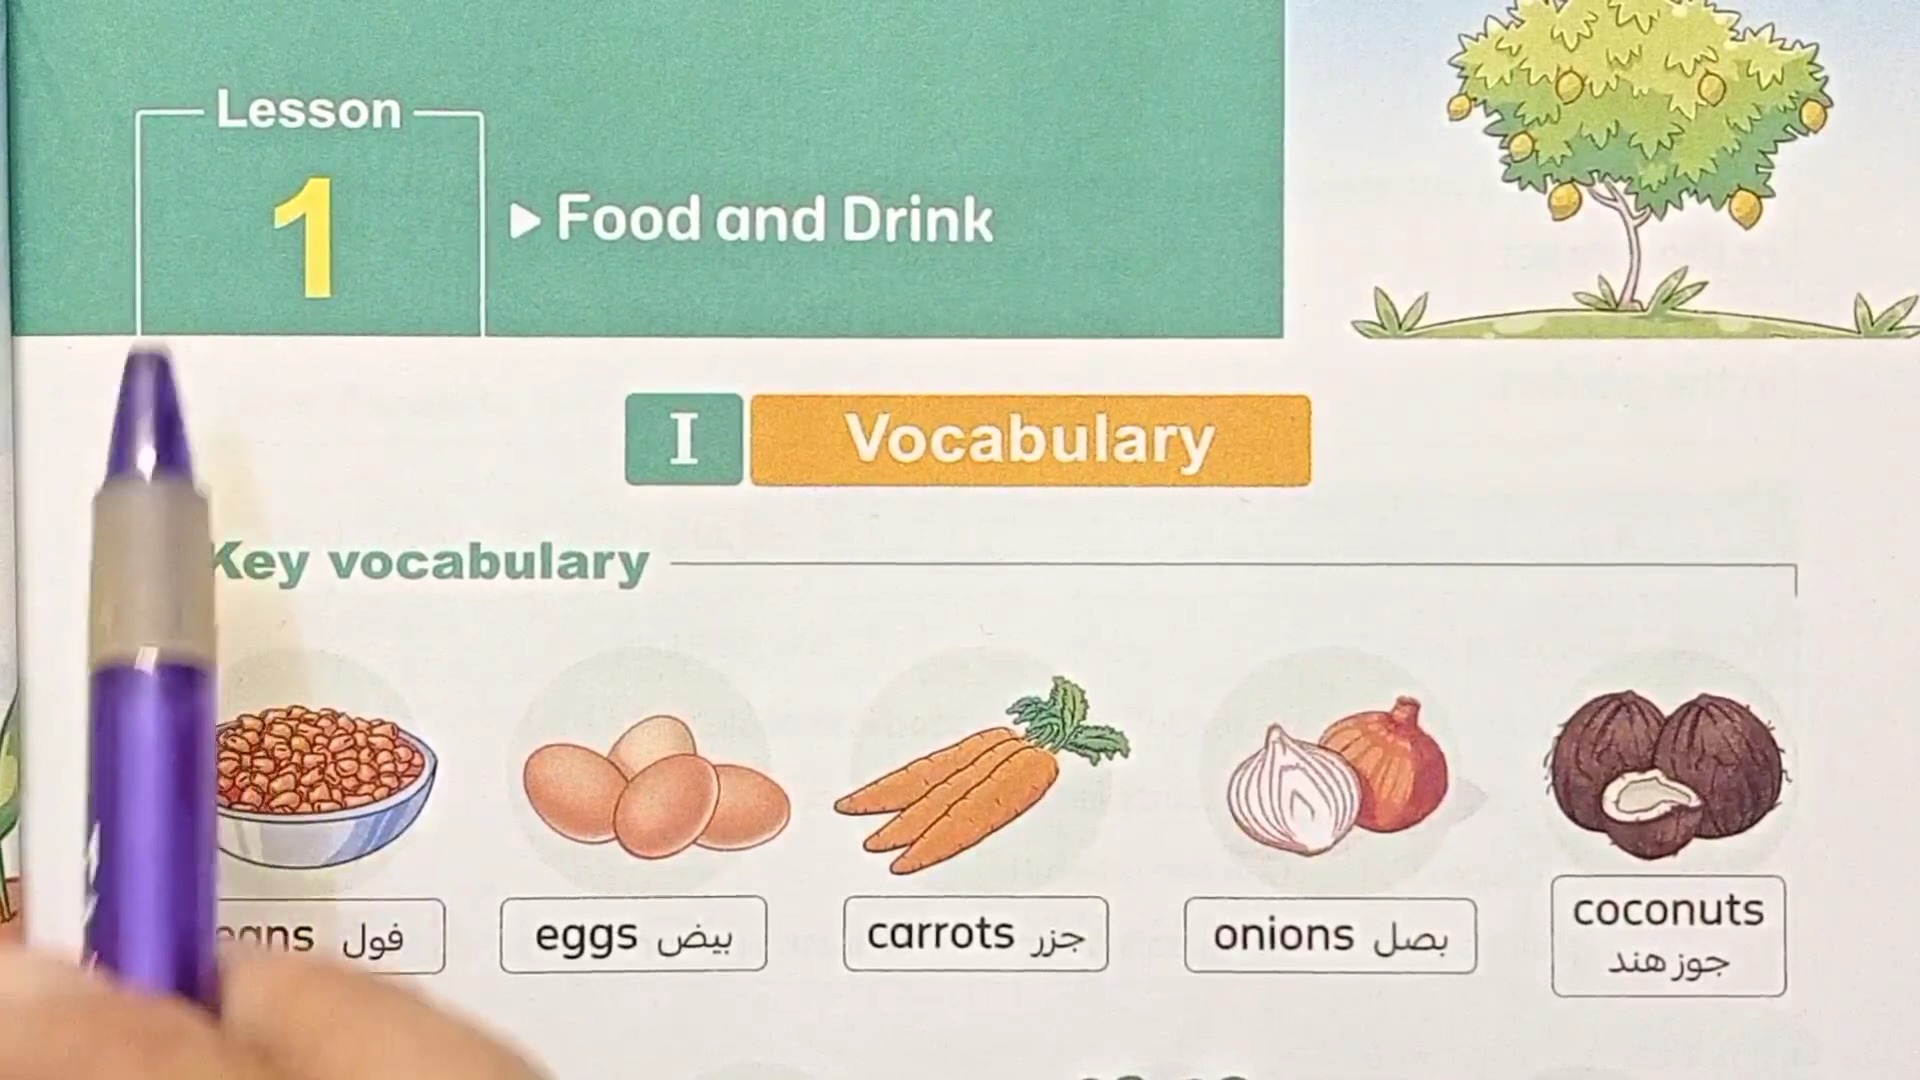 Lesson
1
Food and Drink
I Vocabulary
Key vocabulary
فول
eggs بيض
carrots جزر
onions بصل
coconuts
جوز هند